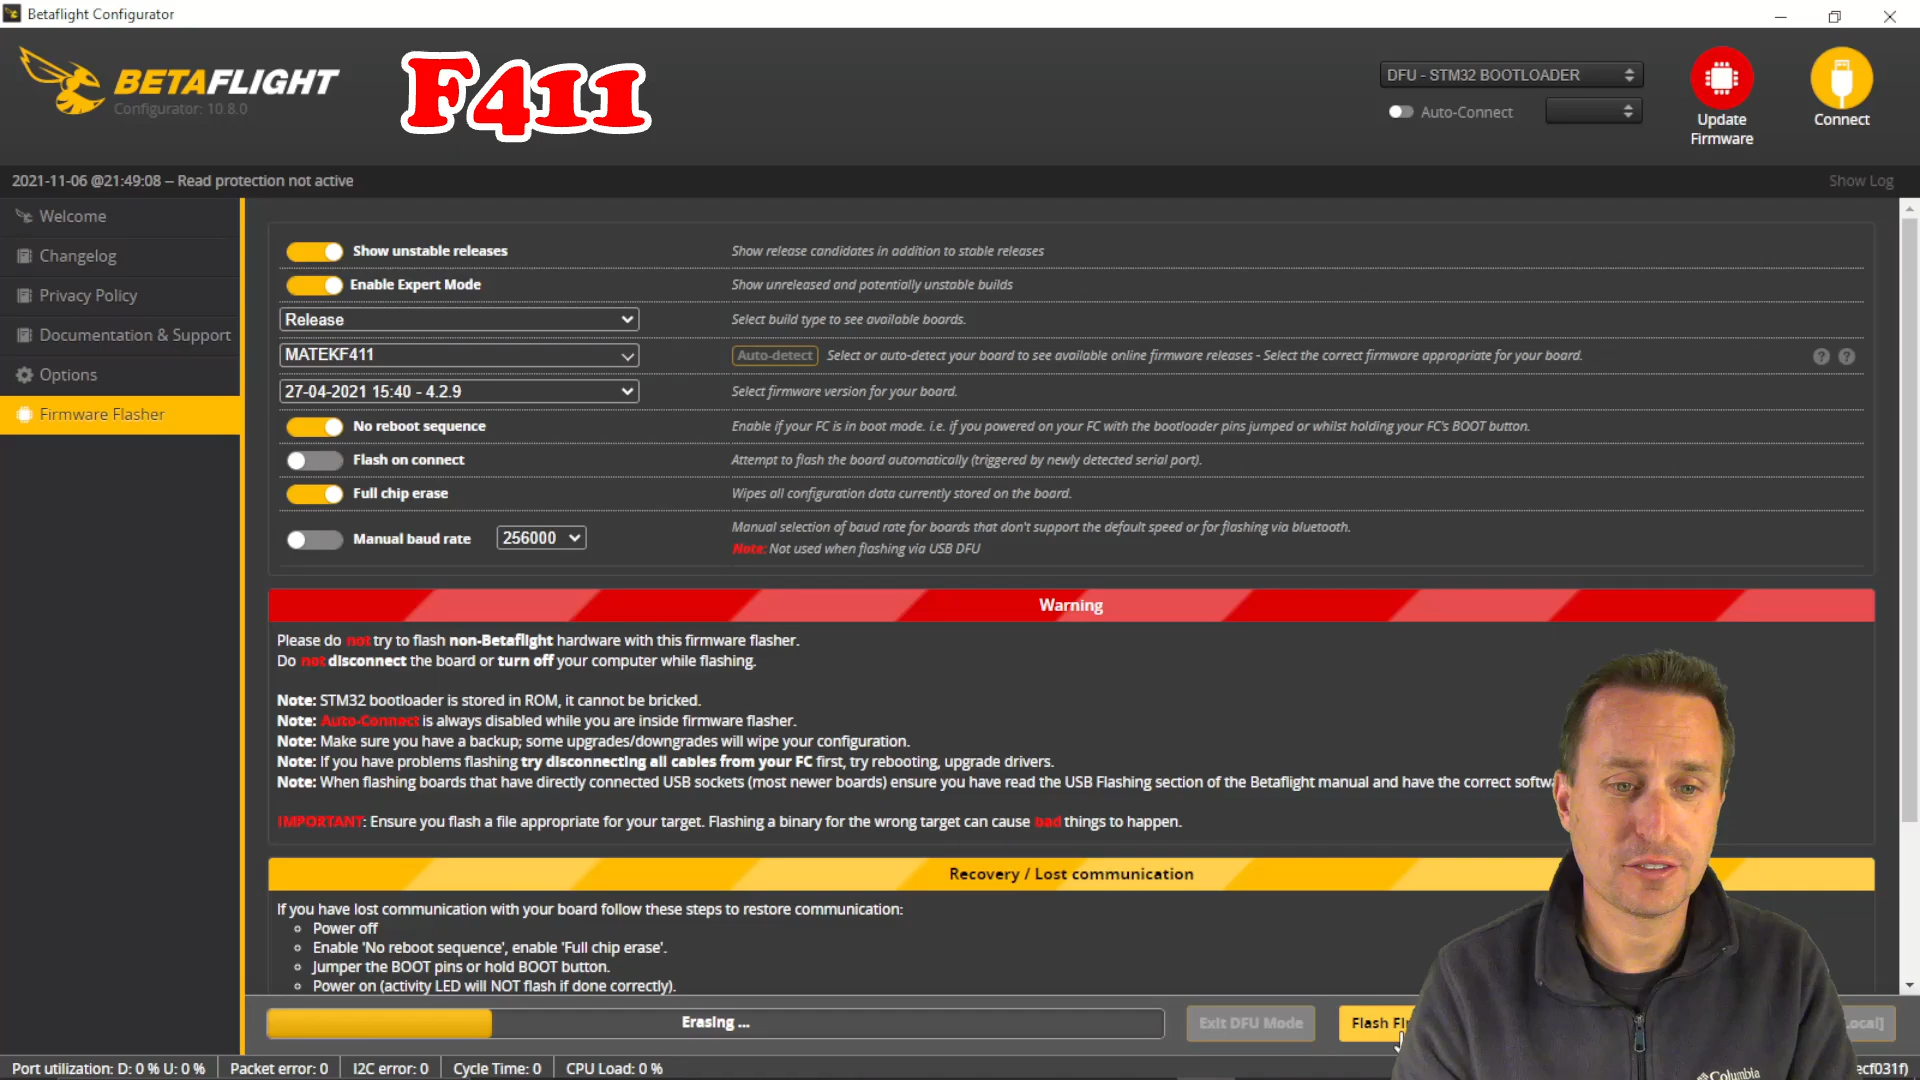 Betaflight Configurator
BETAFLIGHT
Configurator: 10.8.0
F411
DFU - STM32 BOOTLOADER
Auto-Connect
Update
Firmware
Connect
2021-11-06 @21:49:08 -- Read protection not active
Show Log
Welcome
Changelog
Privacy Policy
Documentation & Support
Options
Firmware Flasher
Show unstable releases
Show release candidates in addition to stable releases
Enable Expert Mode
Show unreleased and potentially unstable builds
Release
Select build type to see available boards.
MATEKF411
Auto-detect
Select or auto-detect your board to see available online firmware releases - Select the correct firmware appropriate for your board.
27-04-2021 15:40 - 4.2.9
Select firmware version for your board.
No reboot sequence
Enable if your FC is in boot mode. i.e. if you powered on your FC with the bootloader pins jumped or whilst holding your FC's BOOT button.
Flash on connect
Attempt to flash the board automatically (triggered by newly detected serial port).
Full chip erase
Wipes all configuration data currently stored on the board.
Manual baud rate
256000
Manual selection of baud rate for boards that don't support the default speed or for flashing via bluetooth.
Note: Not used when flashing via USB DFU
Warning
Please do not try to flash non-Betaflight hardware with this firmware flasher.
Do not disconnect the board or turn off your computer while flashing.
Note: STM32 bootloader is stored in ROM, it cannot be bricked.
Note: Auto-Connect is always disabled while you are inside firmware flasher.
Note: Make sure you have a backup; some upgrades/downgrades will wipe your configuration.
Note: If you have problems flashing try disconnecting all cables from your FC first, try rebooting, upgrade drivers.
Note: When flashing boards that have directly connected USB sockets (most newer boards) ensure you have read the USB Flashing section of the Betaflight manual and have the correct softw
IMPORTANT: Ensure you flash a file appropriate for your target. Flashing a binary for the wrong target can cause bad things to happen.
Recovery / Lost communication
If you have lost communication with your board follow these steps to restore communication:
Power off
Enable 'No reboot sequence', enable 'Full chip erase'.
Jumper the BOOT pins or hold BOOT button.
Power on (activity LED will NOT flash if done correctly).
Erasing ...
Exit DFU Mode
Flash Fi
ocal]
Port utilization: D: 0 % U: 0 %
Packet error: 0
I2C error: 0
Cycle Time: 0
CPU Load: 0 %
ecf031f)
Columbia